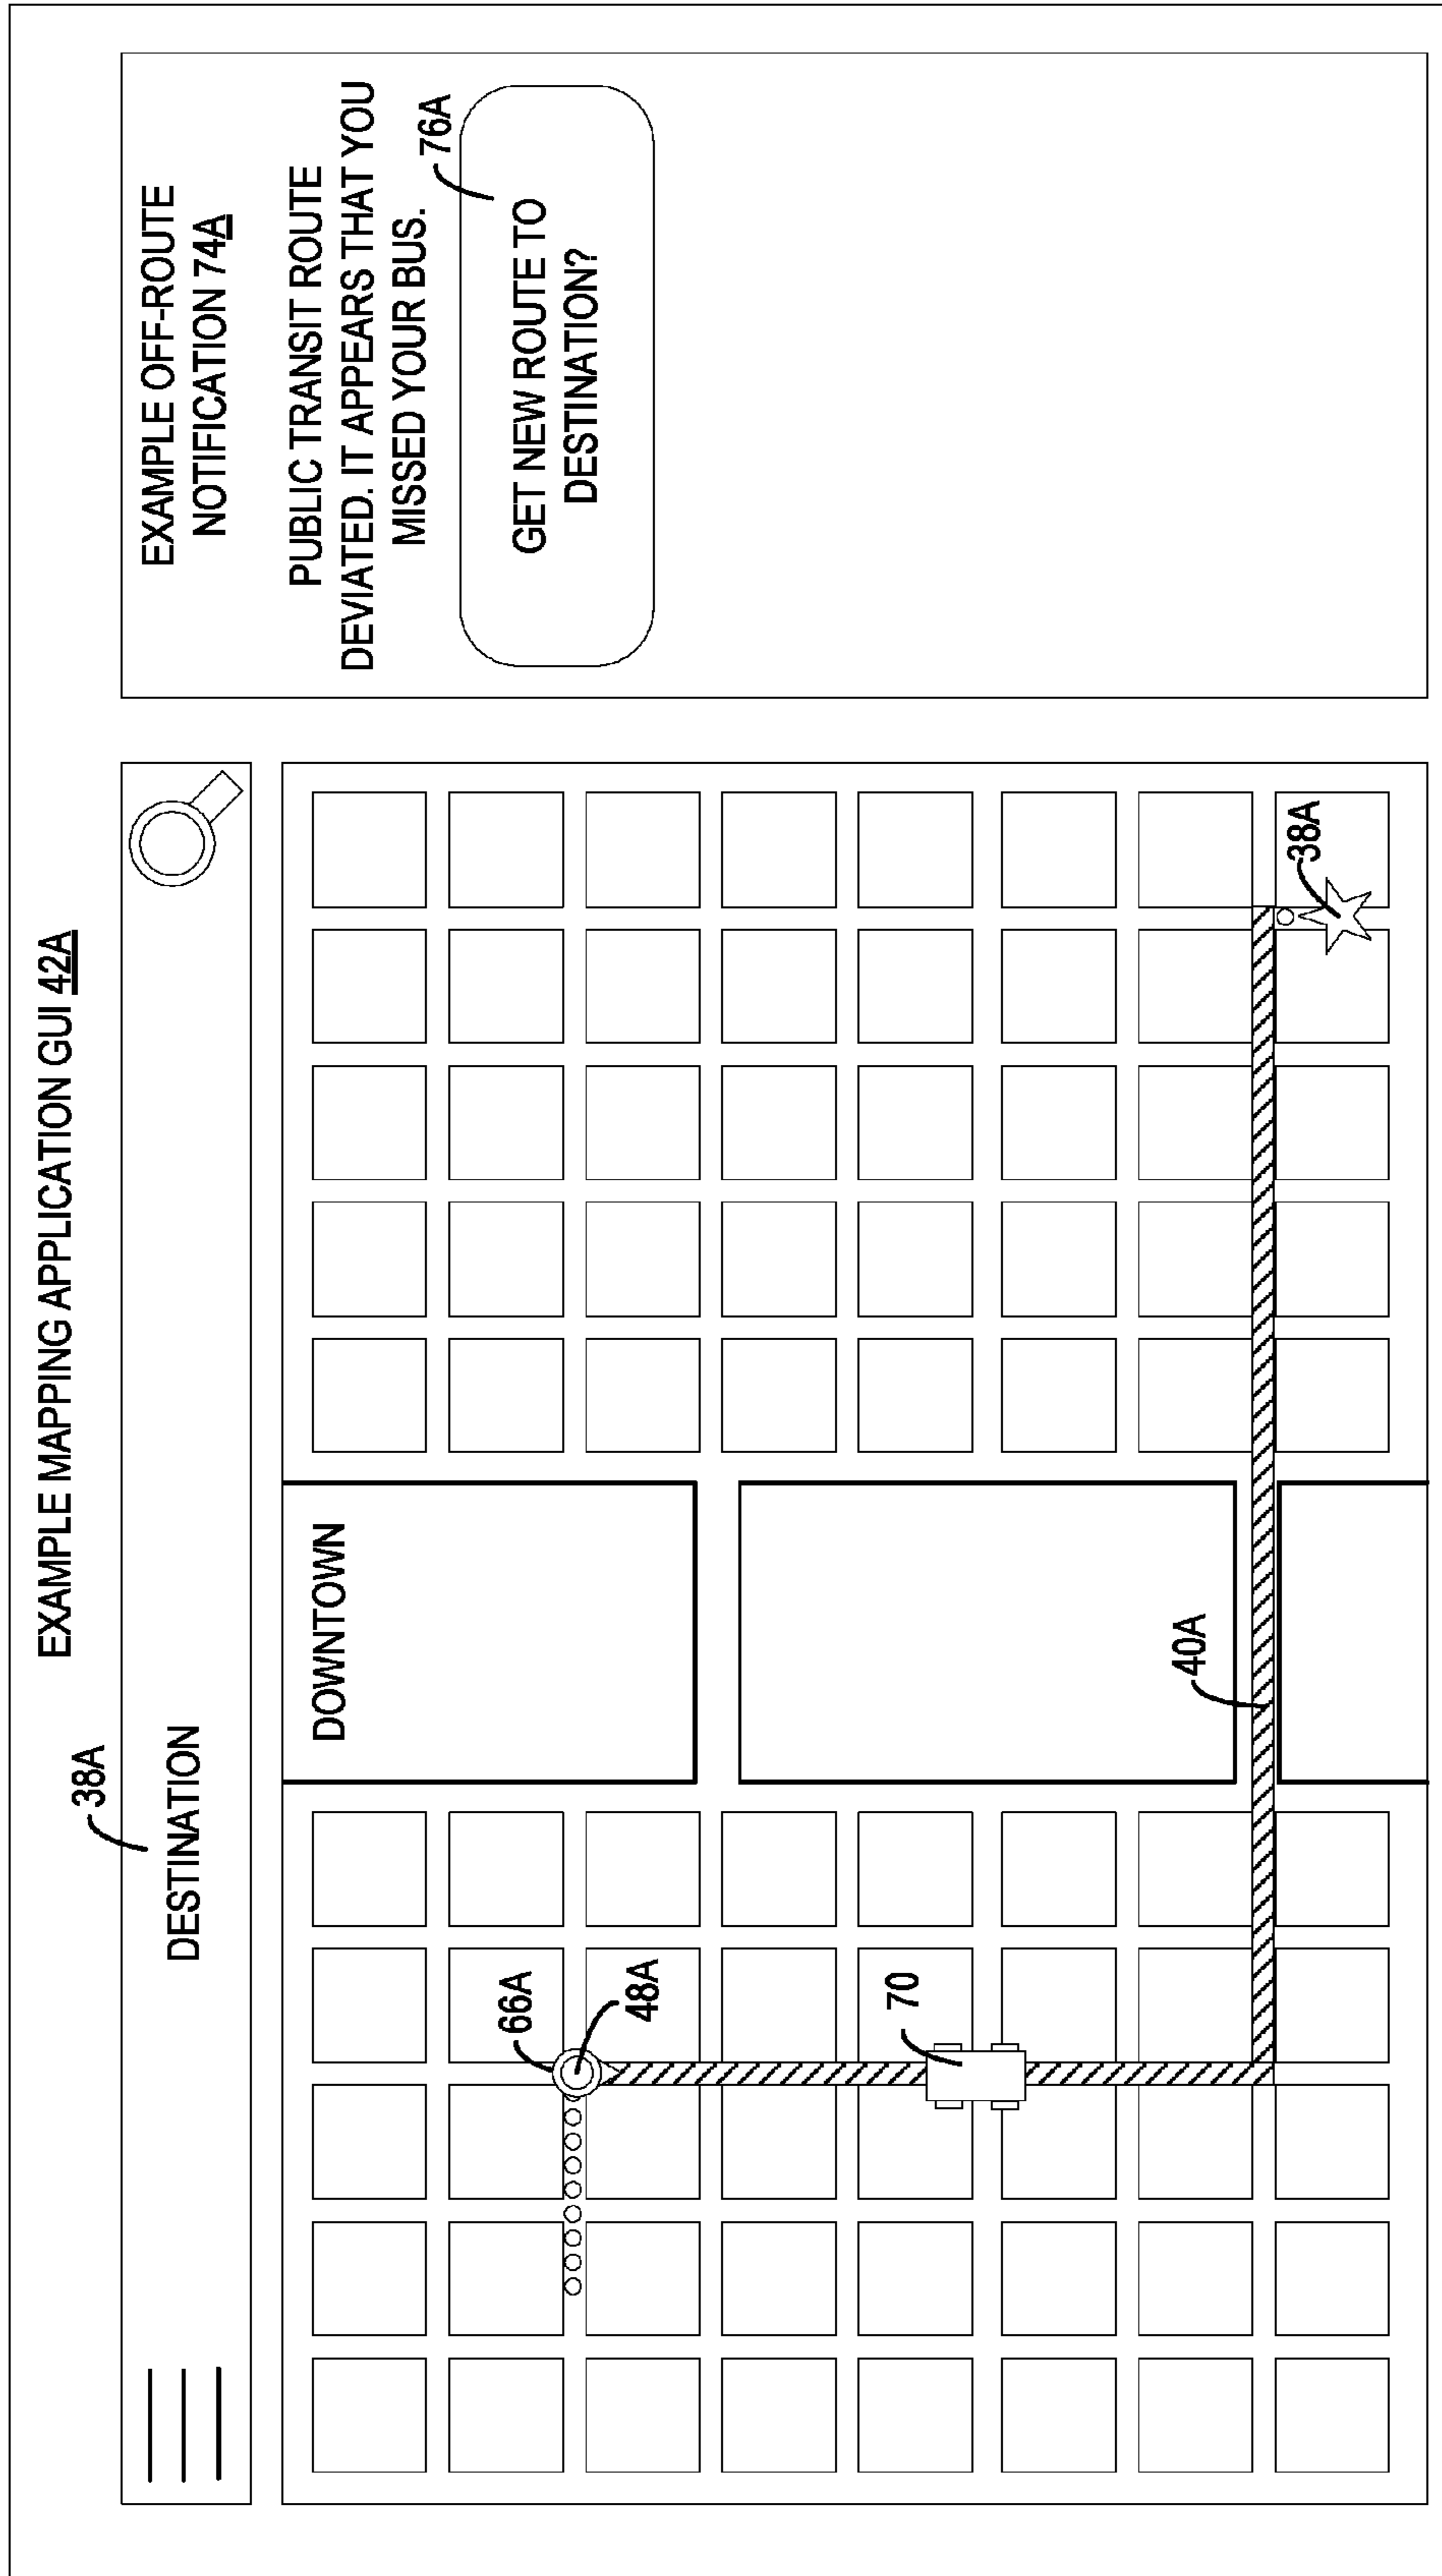 EXAMPLE MAPPING APPLICATION GUI 42A
38A
DESTINATION
DOWNTOWN
66A
48A
70
40A
38A
EXAMPLE OFF-ROUTE
NOTIFICATION 74A
PUBLIC TRANSIT ROUTE
DEVIATED. IT APPEARS THAT YOU
MISSED YOUR BUS.
76A
GET NEW ROUTE TO
DESTINATION?